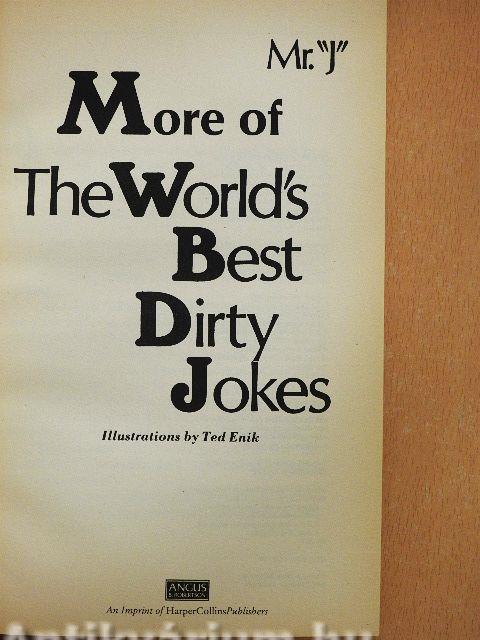 Mr. "J"
More of
The World's
Best
Dirty
Jokes
Illustrations by Ted Enik
ANGUS
& ROBERTSON
An Imprint of HarperCollinsPublishers